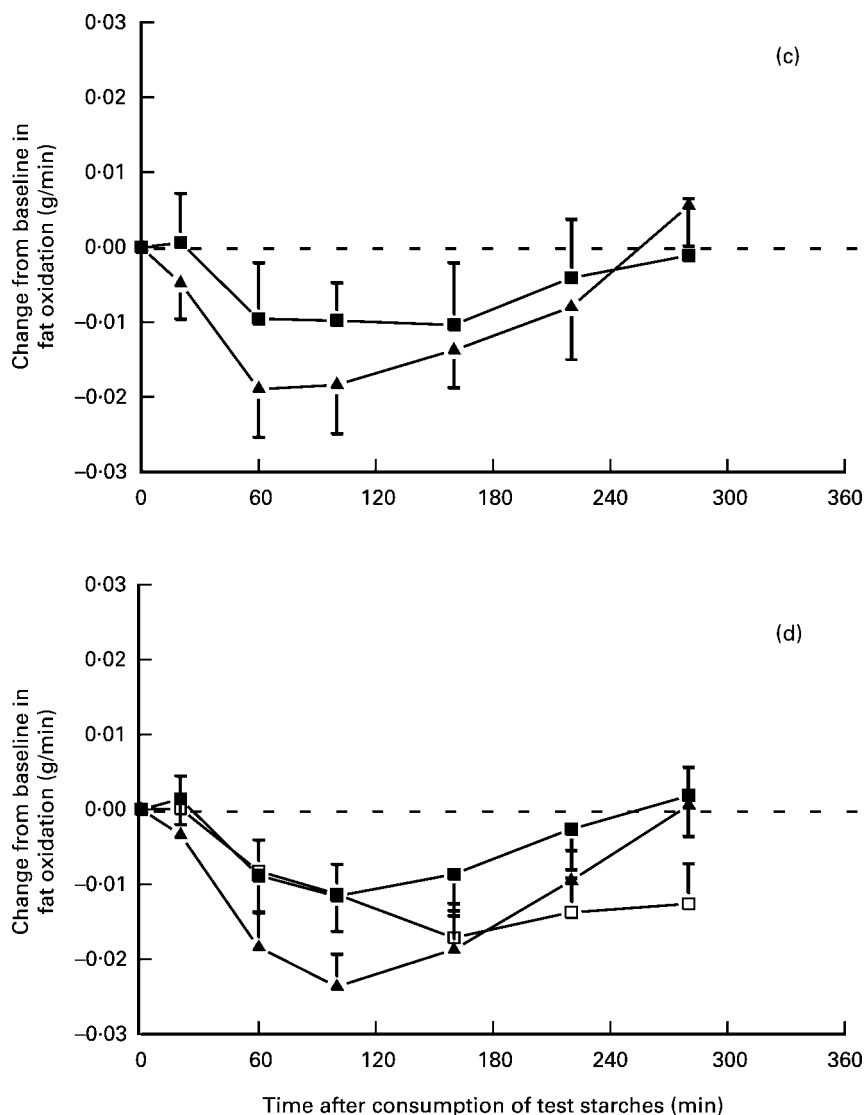 0·03
(c)
0·02
0·01
0·00
−0·01
−0·02
−0·03
Change from baseline in
fat oxidation (g/min)
0 60 120 180 240 300 360
0·03
(d)
0·02
0·01
0·00
−0·01
−0·02
−0·03
Change from baseline in
fat oxidation (g/min)
0 60 120 180 240 300 360
Time after consumption of test starches (min)